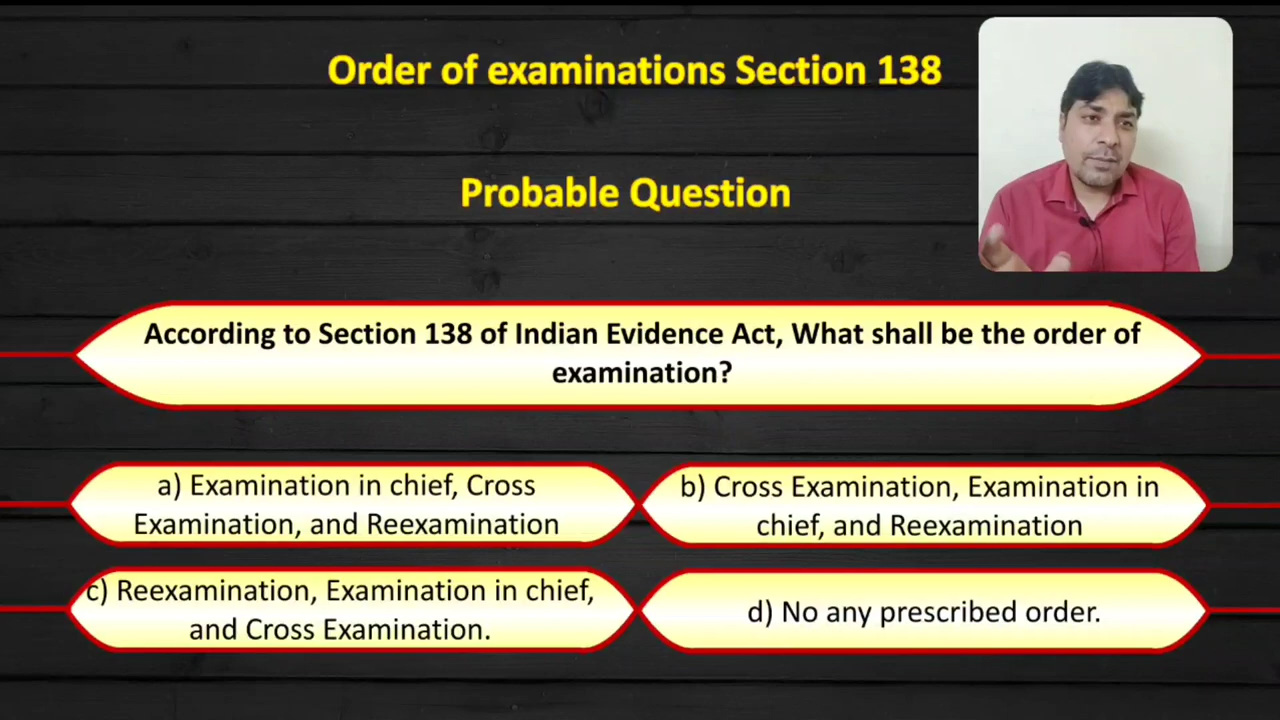 Order of examinations Section 138
Probable Question
According to Section 138 of Indian Evidence Act, What shall be the order of
examination?
a) Examination in chief, Cross
Examination, and Reexamination
b) Cross Examination, Examination in
chief, and Reexamination
c) Reexamination, Examination in chief,
and Cross Examination.
d) No any prescribed order.